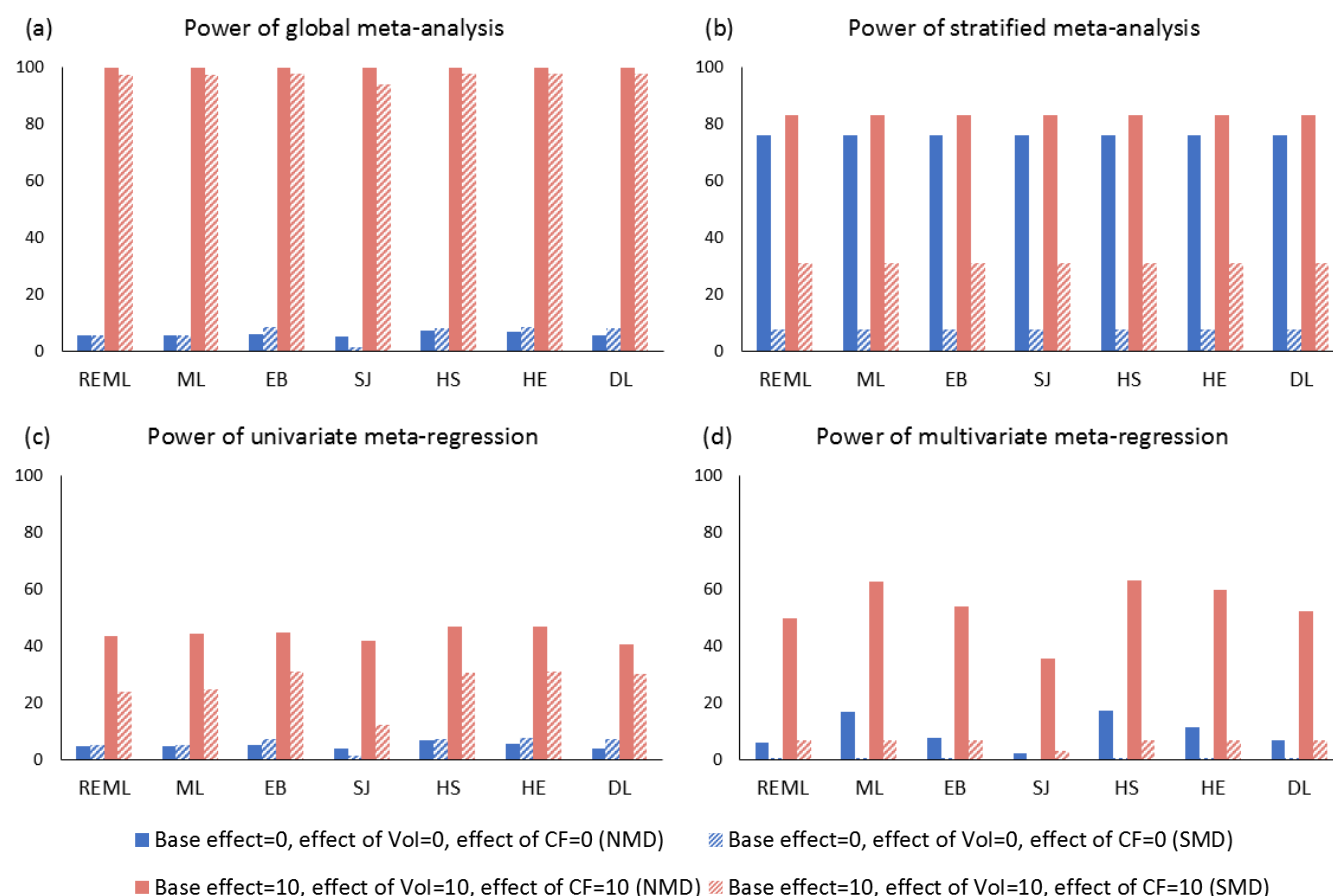 (a) Power of global meta-analysis
100
80
60
40
20
0
REML ML EB SJ HS HE DL
(b) Power of stratified meta-analysis
100
80
60
40
20
0
REML ML EB SJ HS HE DL
(c) Power of univariate meta-regression
100
80
60
40
20
0
REML ML EB SJ HS HE DL
(d) Power of multivariate meta-regression
100
80
60
40
20
0
REML ML EB SJ HS HE DL
Base effect=0, effect of Vol=0, effect of CF=0 (NMD)
Base effect=0, effect of Vol=0, effect of CF=0 (SMD)
Base effect=10, effect of Vol=10, effect of CF=10 (NMD)
Base effect=10, effect of Vol=10, effect of CF=10 (SMD)